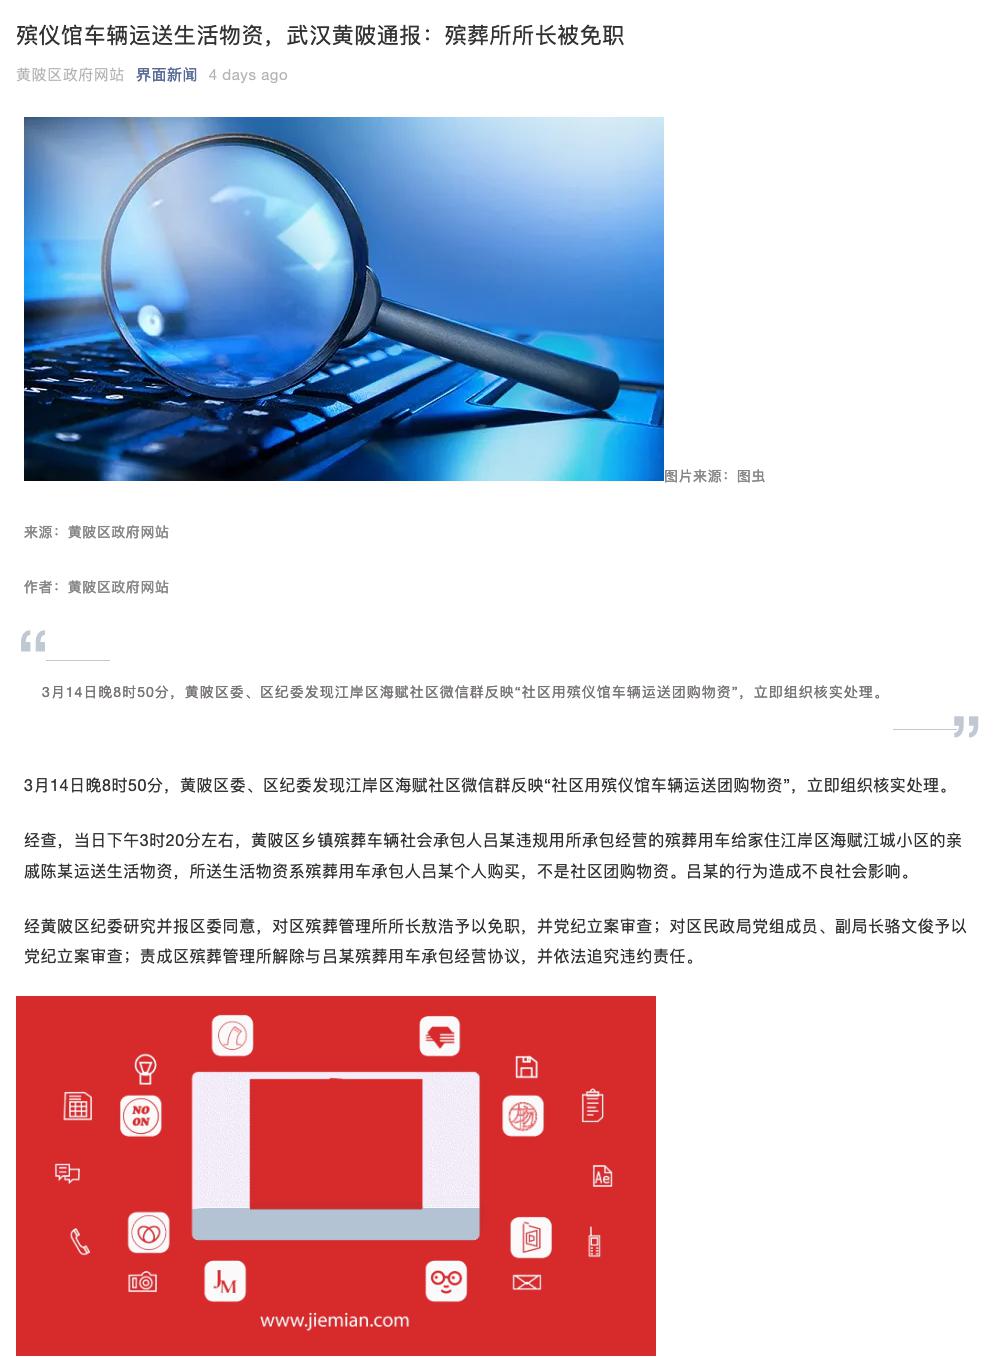 殡仪馆车辆运送生活物资，武汉黄陂通报：殡葬所所长被免职
黄陂区政府网站 界面新闻 4 days ago
图片来源：图虫
来源：黄陂区政府网站
作者：黄陂区政府网站
“
3月14日晚8时50分，黄陂区委、区纪委发现江岸区海赋社区微信群反映“社区用殡仪馆车辆运送团购物资”，立即组织核实处理。
”
3月14日晚8时50分，黄陂区委、区纪委发现江岸区海赋社区微信群反映“社区用殡仪馆车辆运送团购物资”，立即组织核实处理。
经查，当日下午3时20分左右，黄陂区乡镇殡葬车辆社会承包人吕某违规用所承包经营的殡葬用车给家住江岸区海赋江城小区的亲
戚陈某运送生活物资，所送生活物资系殡葬用车承包人吕某个人购买，不是社区团购物资。吕某的行为造成不良社会影响。
经黄陂区纪委研究并报区委同意，对区殡葬管理所所长敖浩予以免职，并党纪立案审查；对区民政局党组成员、副局长骆文俊予以
党纪立案审查；责成区殡葬管理所解除与吕某殡葬用车承包经营协议，并依法追究违约责任。
NO
ON
Ae
JM
www.jiemian.com